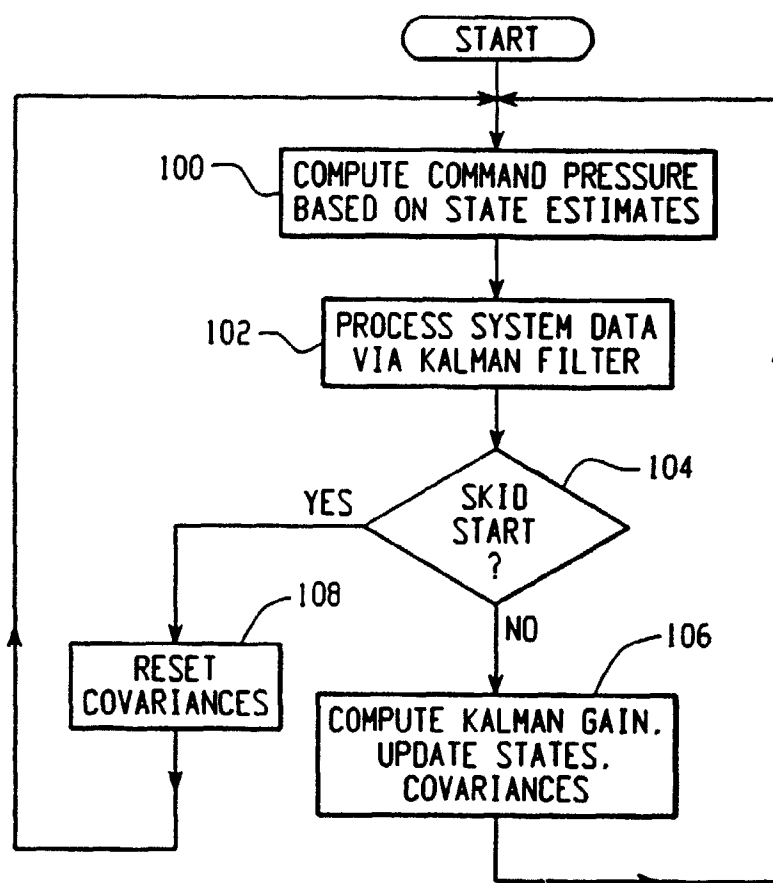 START
100
COMPUTE COMMAND PRESSURE
BASED ON STATE ESTIMATES
102
PROCESS SYSTEM DATA
VIA KALMAN FILTER
104
YES
SKID
START
?
108
NO
106
RESET
COVARIANCES
COMPUTE KALMAN GAIN.
UPDATE STATES.
COVARIANCES